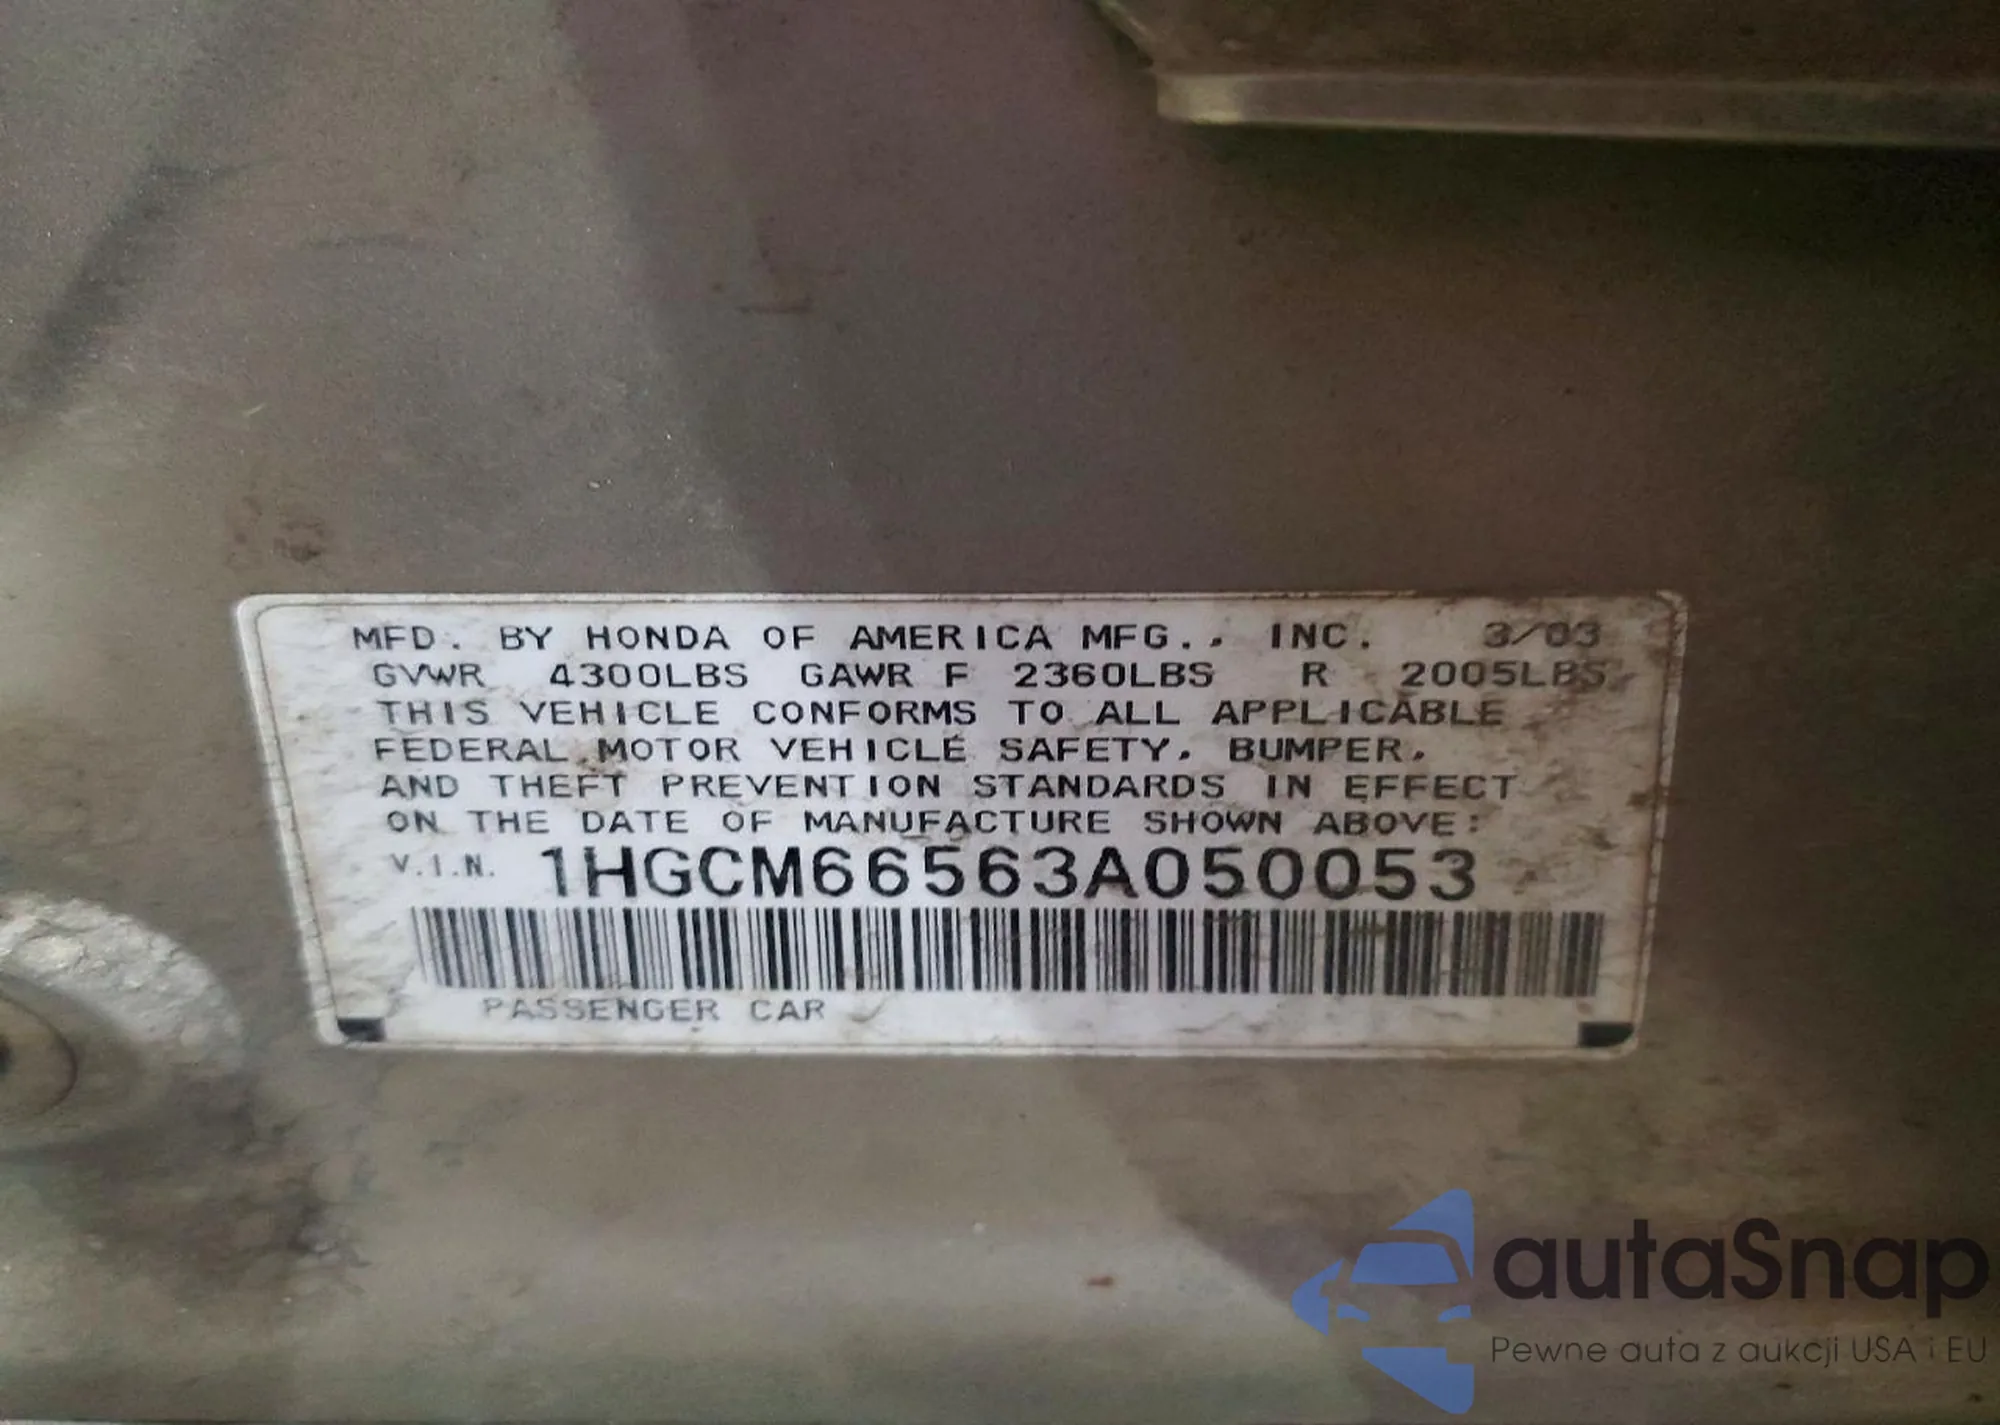 MFD. BY HONDA OF AMERICA MFG., INC. 3/03
GVWR 4300LBS GAWR F 2360LBS R 2005LBS
THIS VEHICLE CONFORMS TO ALL APPLICABLE
FEDERAL MOTOR VEHICLE SAFETY, BUMPER,
AND THEFT PREVENTION STANDARDS IN EFFECT
ON THE DATE OF MANUFACTURE SHOWN ABOVE:
V.I.N. 1HGCM66563A050053
PASSENGER CAR
autaSnap
Pewne auta z aukcji USA i EU